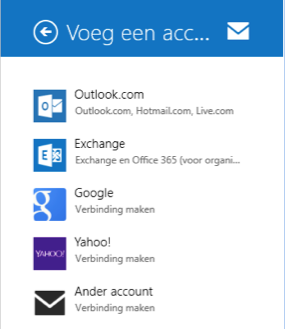 Voeg een acc...
Outlook.com
Outlook.com, Hotmail.com, Live.com
Exchange
Exchange en Office 365 (voor organi...
Google
Verbinding maken
YAHOO!
Yahoo!
Verbinding maken
Ander account
Verbinding maken